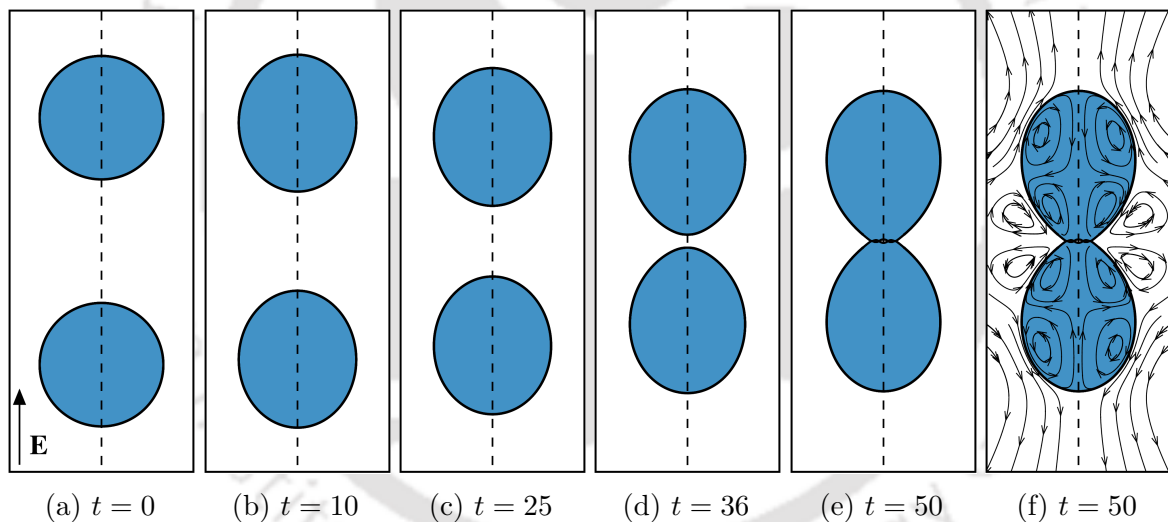 E
(a) t = 0
(b) t = 10
(c) t = 25
(d) t = 36
(e) t = 50
(f) t = 50